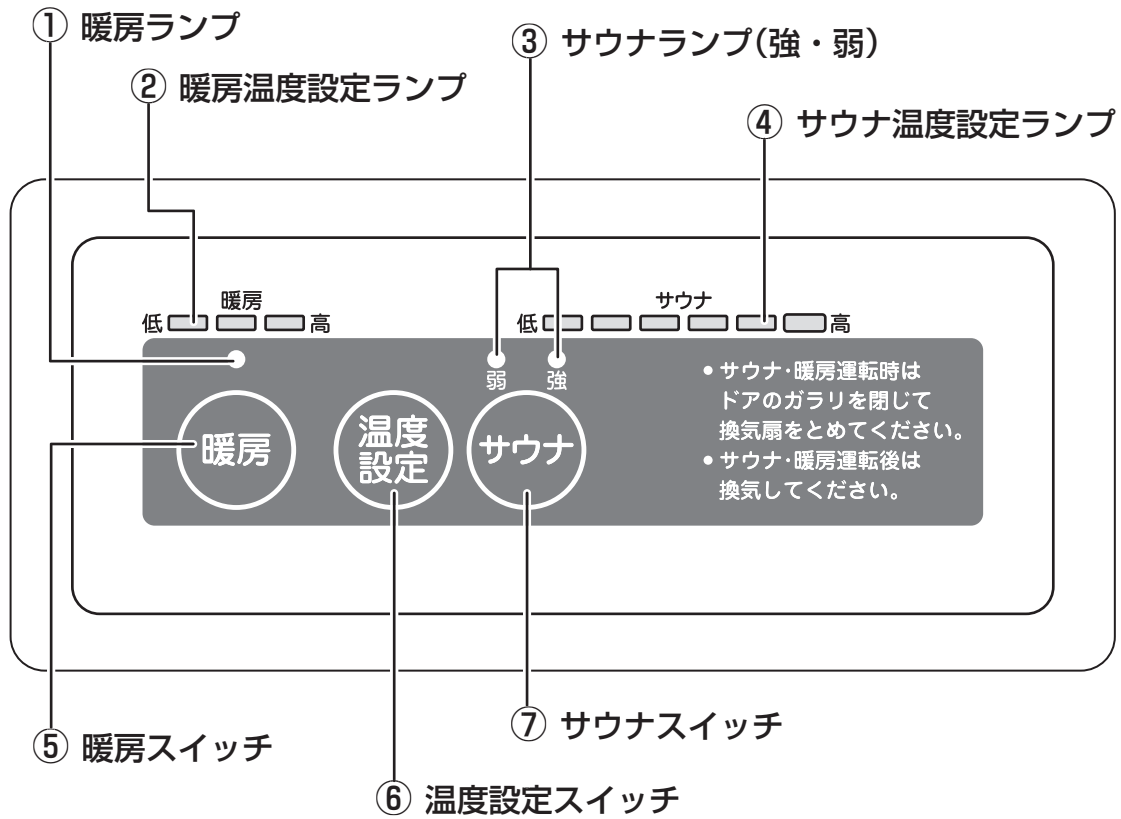 ① 暖房ランプ
③ サウナランプ(強・弱)
② 暖房温度設定ランプ
④ サウナ温度設定ランプ
暖房
低 高
サウナ
低 高
弱 強
暖房
温度
設定
サウナ
• サウナ・暖房運転時は
ドアのガラリを閉じて
換気扇をとめてください。
• サウナ・暖房運転後は
換気してください。
⑤ 暖房スイッチ
⑦ サウナスイッチ
⑥ 温度設定スイッチ